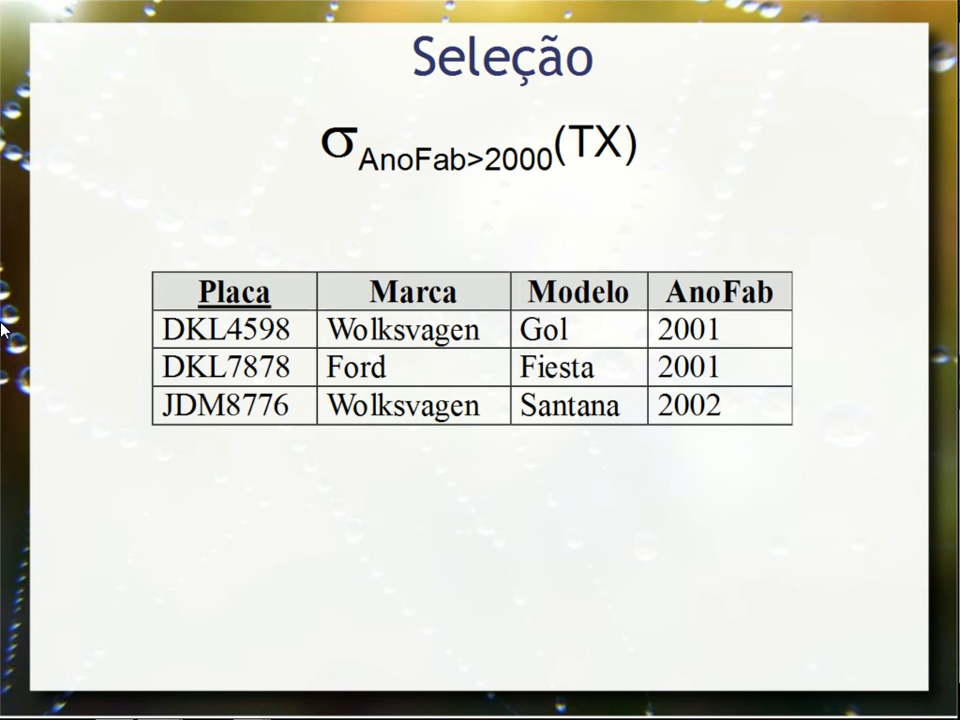 Seleção
σAnoFab>2000(TX)
Placa Marca Modelo AnoFab
DKL4598 Wolksvagen Gol 2001
DKL7878 Ford Fiesta 2001
JDM8776 Wolksvagen Santana 2002